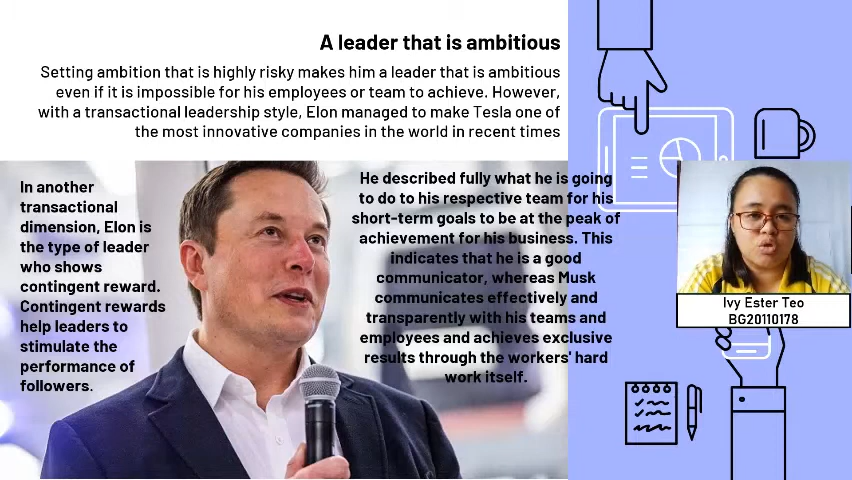 A leader that is ambitious
Setting ambition that is highly risky makes him a leader that is ambitious
even if it is impossible for his employees or team to achieve. However,
with a transactional leadership style, Elon managed to make Tesla one of
the most innovative companies in the world in recent times
In another
transactional
dimension, Elon is
the type of leader
who shows
contingent reward.
Contingent rewards
help leaders to
stimulate the
performance of
followers.
He described fully what he is going
to do to his respective team for his
short-term goals to be at the peak of
achievement for his business. This
indicates that he is a good
communicator, whereas Musk
communicates effectively and
transparently with his teams and
employees and achieves exclusive
results through the workers' hard
work itself.
Ivy Ester Teo
BG20110178